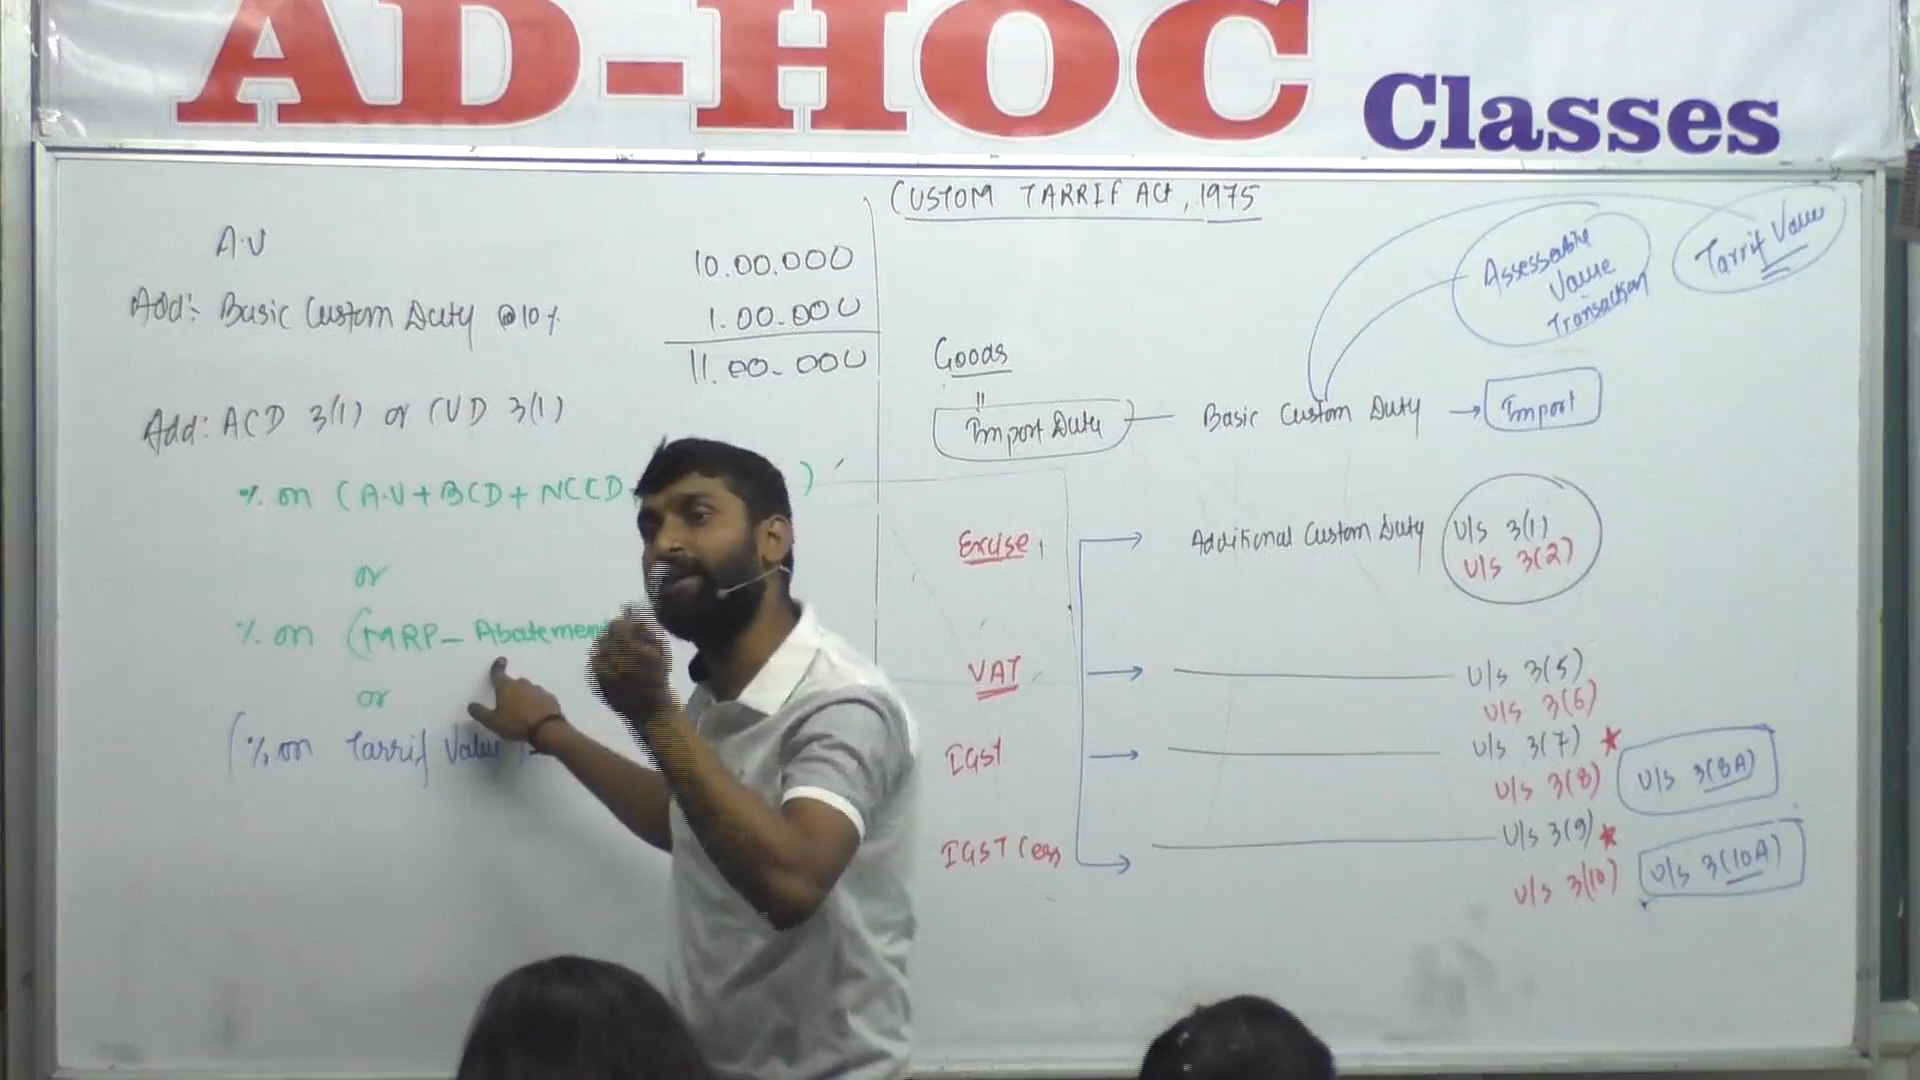 AD-HOC Classes
A.V 10.00.000
Add:- Basic Custom Duty @10% 1.00.000
11.00.000
Add: ACD 3(1) or CVD 3(1)
% on (A.V + BCD + NCCD )
or
% on (MRP - Abatement
or
(% on Tarrif Value
CUSTOM TARRIF ACt, 1975
Assessable
Value
Transaction
Tarrif Value
Goods
Import Duty Basic Custom Duty → Import
Excise Additional Custom Duty U/s 3(1)
U/s 3(2)
VAT U/s 3(5)
U/s 3(6)
IGST U/s 3(7) ★
U/s 3(8) U/s 3(8A)
IGST Cess U/s 3(9) ★
U/s 3(10) U/s 3(10A)